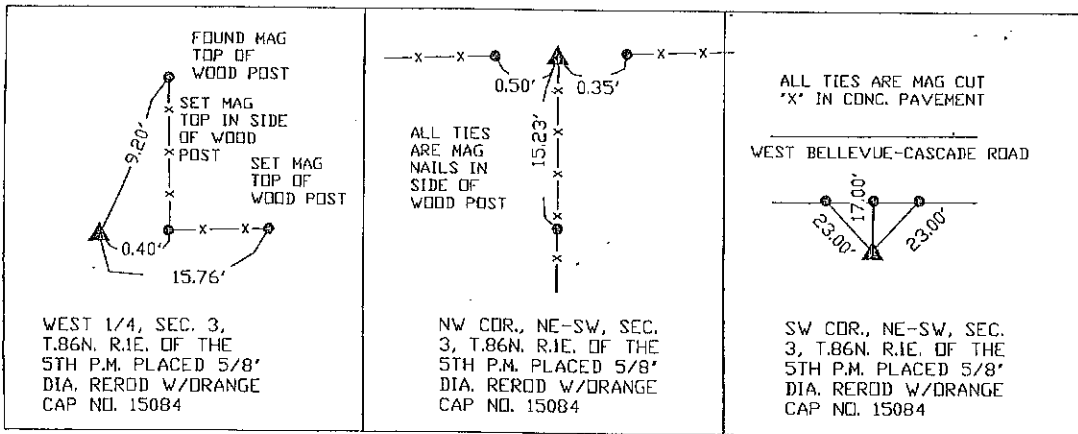 FOUND MAG
TOP OF
WOOD POST
SET MAG
TOP IN SIDE
OF WOOD
POST
9.20'
SET MAG
TOP OF
WOOD POST
0.40'
15.76'
WEST 1/4, SEC. 3,
T.86N. R.1E. OF THE
5TH P.M. PLACED 5/8"
DIA. REROD W/ORANGE
CAP NO. 15084
0.50' 0.35'
15.23'
ALL TIES
ARE MAG
NAILS IN
SIDE OF
WOOD POST
NW COR., NE-SW, SEC.
3, T.86N. R.1E. OF THE
5TH P.M. PLACED 5/8"
DIA. REROD W/ORANGE
CAP NO. 15084
ALL TIES ARE MAG CUT
"X" IN CONC. PAVEMENT
WEST BELLEVUE-CASCADE ROAD
17.00'
23.00' 23.00'
SW COR., NE-SW, SEC.
3, T.86N. R.1E. OF THE
5TH P.M. PLACED 5/8"
DIA. REROD W/ORANGE
CAP NO. 15084